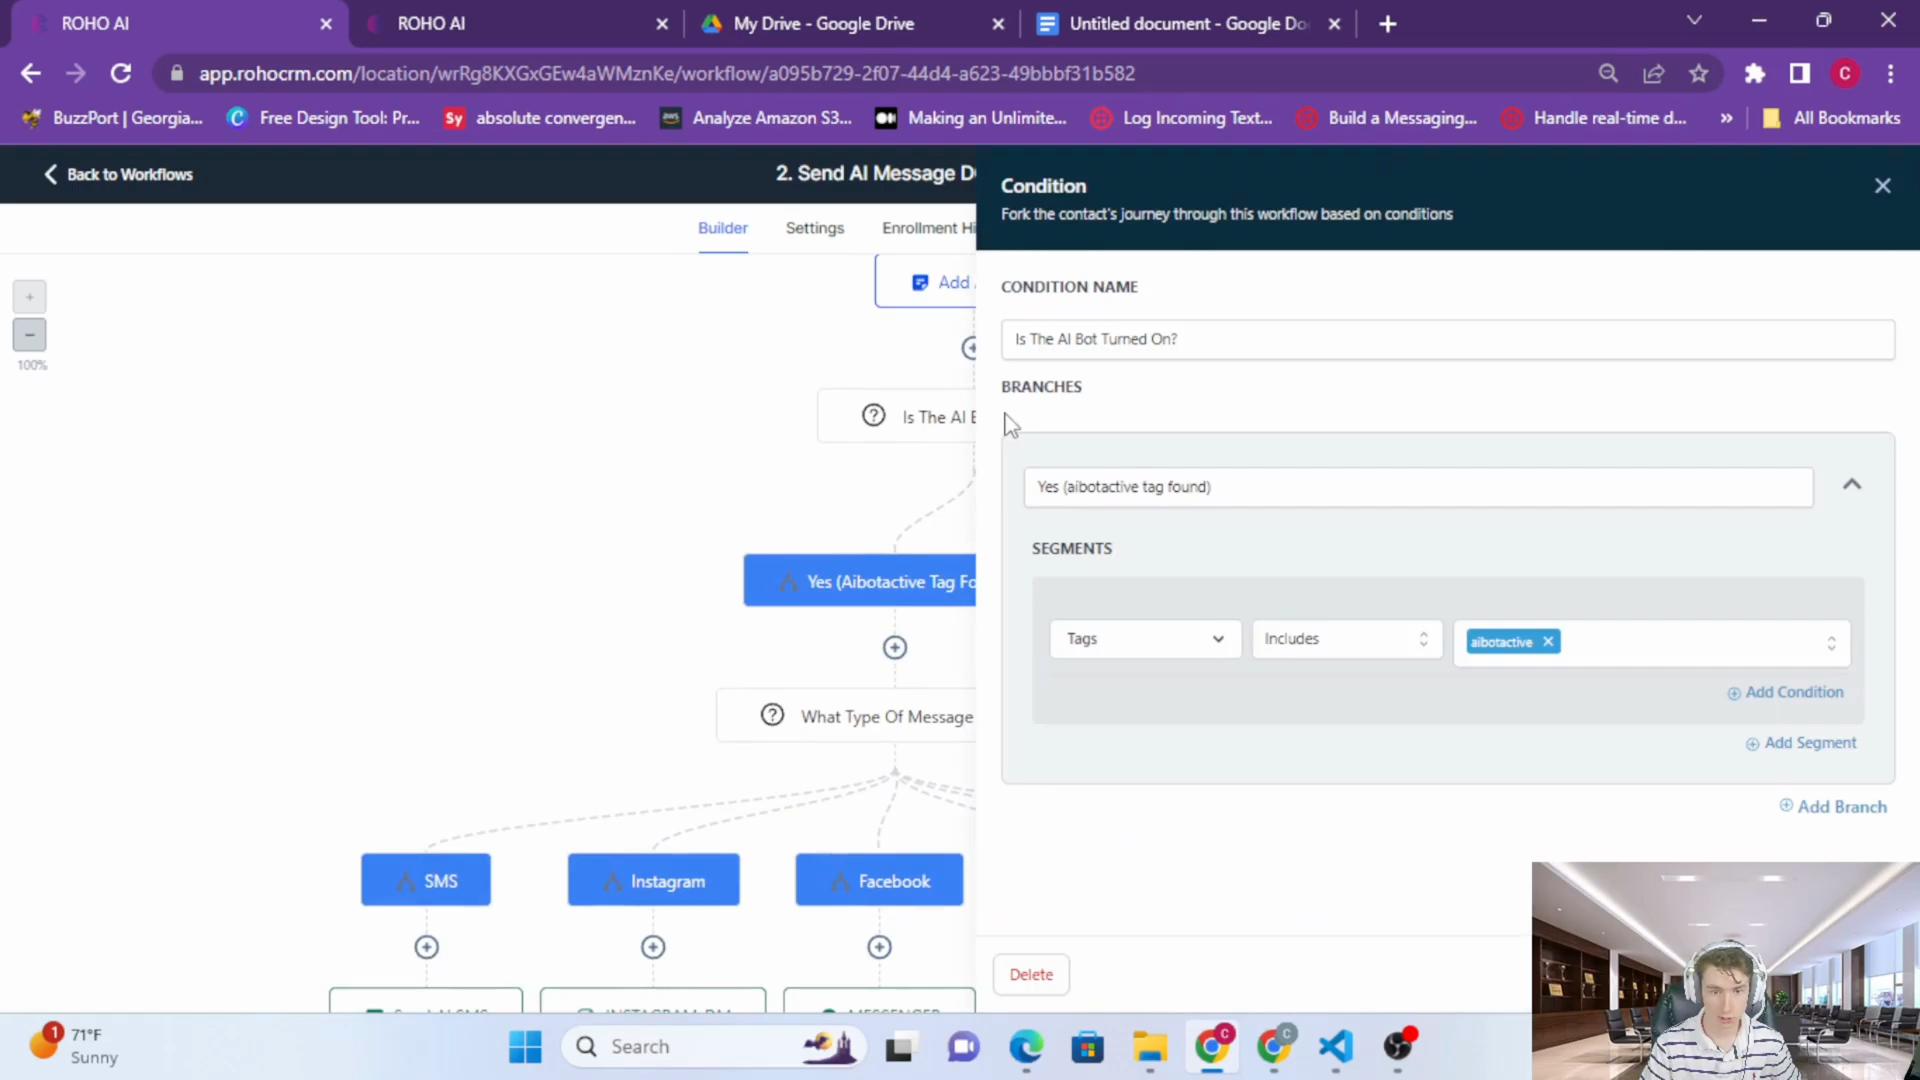 ROHO AI
ROHO AI
My Drive - Google Drive
Untitled document - Google Do
app.rohocrm.com/location/wrRg8KXGxGEw4aWMznKe/workflow/a095b729-2f07-44d4-a623-49bbbf31b582
C
BuzzPort | Georgia...
Free Design Tool: Pr...
Sy
absolute convergen...
aws
Analyze Amazon S3...
Making an Unlimite...
Log Incoming Text...
Build a Messaging...
Handle real-time d...
»
All Bookmarks
Back to Workflows
2. Send AI Message D
Builder
Settings
Enrollment Hi
100%
Add
Is The AI B
Yes (Aibotactive Tag Fo
What Type Of Message
SMS
Instagram
Facebook
Condition
Fork the contact's journey through this workflow based on conditions
CONDITION NAME
Is The AI Bot Turned On?
BRANCHES
Yes (aibotactive tag found)
SEGMENTS
Tags
Includes
aibotactive
Add Condition
Add Segment
Add Branch
Delete
1
71°F
Sunny
Search
C
C